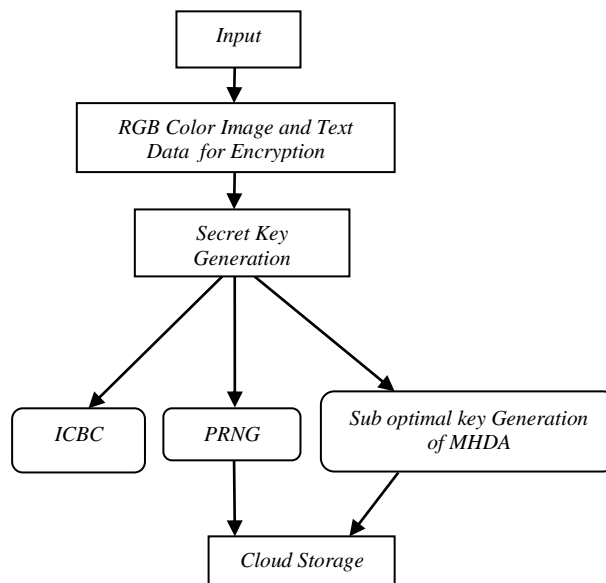 Input
RGB Color Image and Text
Data for Encryption
Secret Key
Generation
ICBC
PRNG
Sub optimal key Generation
of MHDA
Cloud Storage